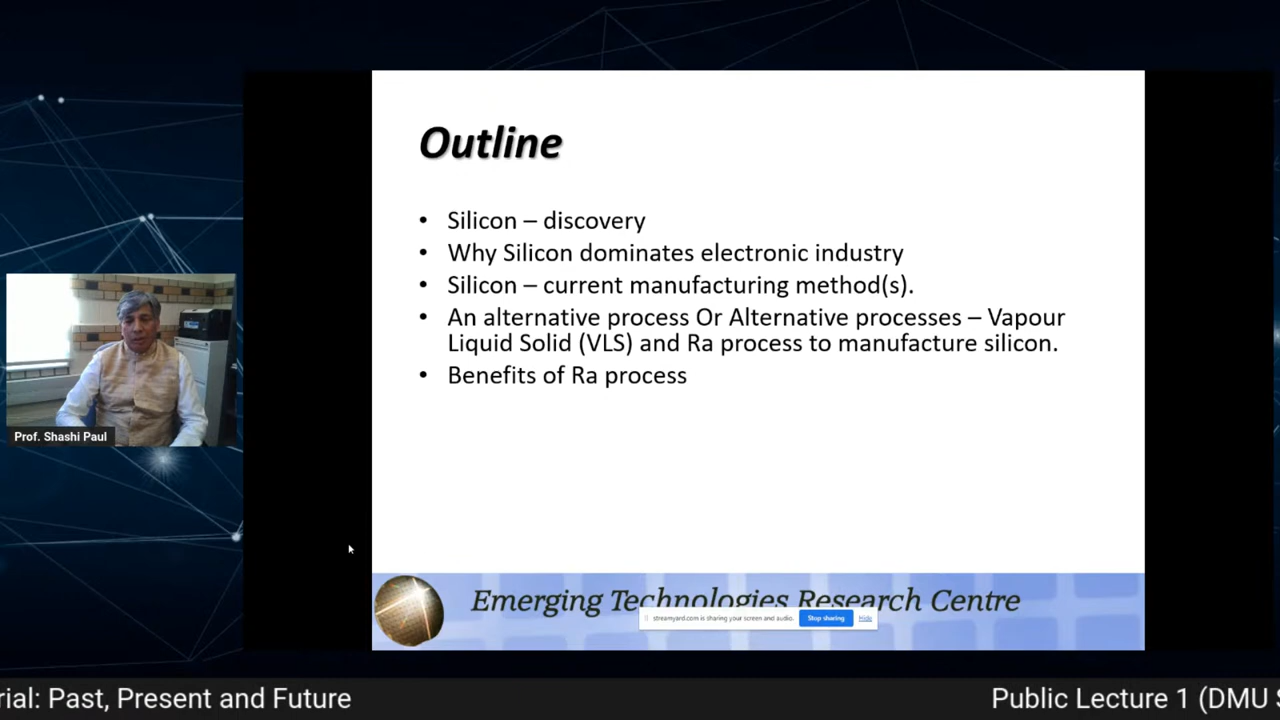 Outline
• Silicon – discovery
• Why Silicon dominates electronic industry
• Silicon – current manufacturing method(s).
• An alternative process Or Alternative processes – Vapour
Liquid Solid (VLS) and Ra process to manufacture silicon.
• Benefits of Ra process
Prof. Shashi Paul
Emerging Technologies Research Centre
streamyard.com is sharing your screen and audio. Stop sharing Hide
rial: Past, Present and Future
Public Lecture 1 (DMU S